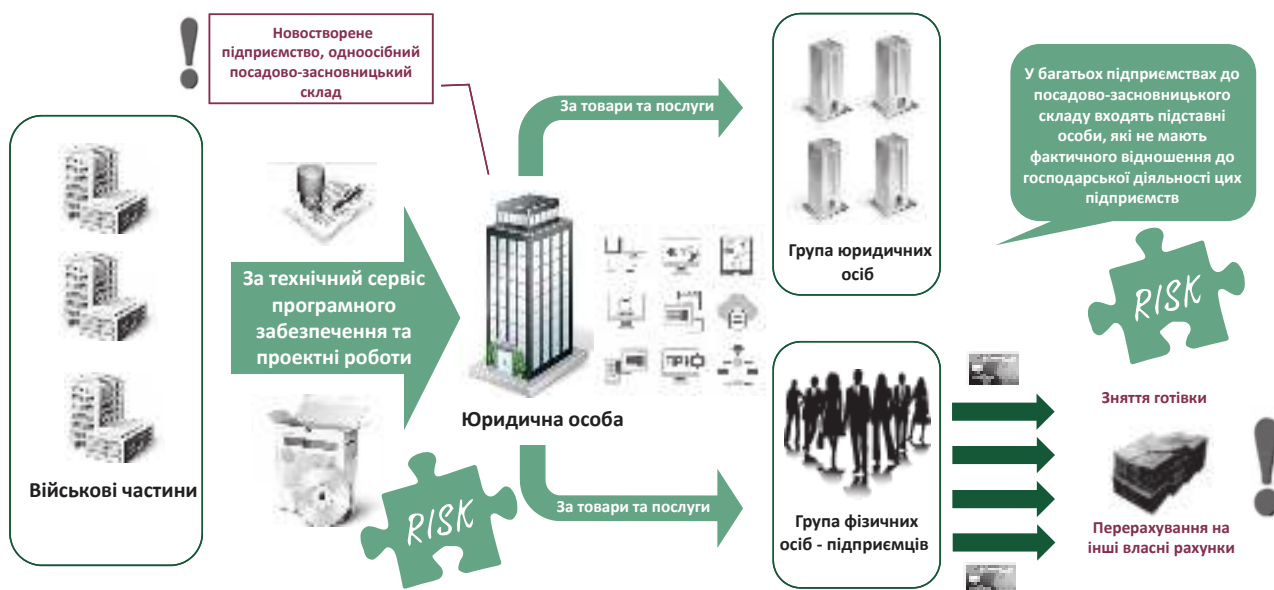 Новостворене
підприємство, одноосібний
посадово-засновницький
склад
За товари та послуги
У багатьох підприємствах до
посадово-засновницького
складу входять підставні
особи, які не мають
фактичного відношення до
господарської діяльності цих
підприємств
Група юридичних
осіб
RISK
За технічний сервіс
програмного
забезпечення та
проектні роботи
Військові частини
Юридична особа
RISK
За товари та послуги
Група фізичних
осіб - підприємців
Зняття готівки
Перерахування на
інші власні рахунки